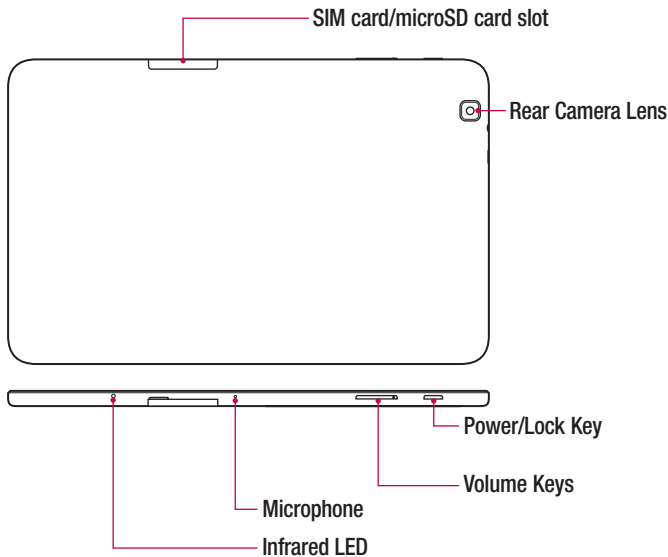 SIM card/microSD card slot
Rear Camera Lens
Power/Lock Key
Volume Keys
Microphone
Infrared LED